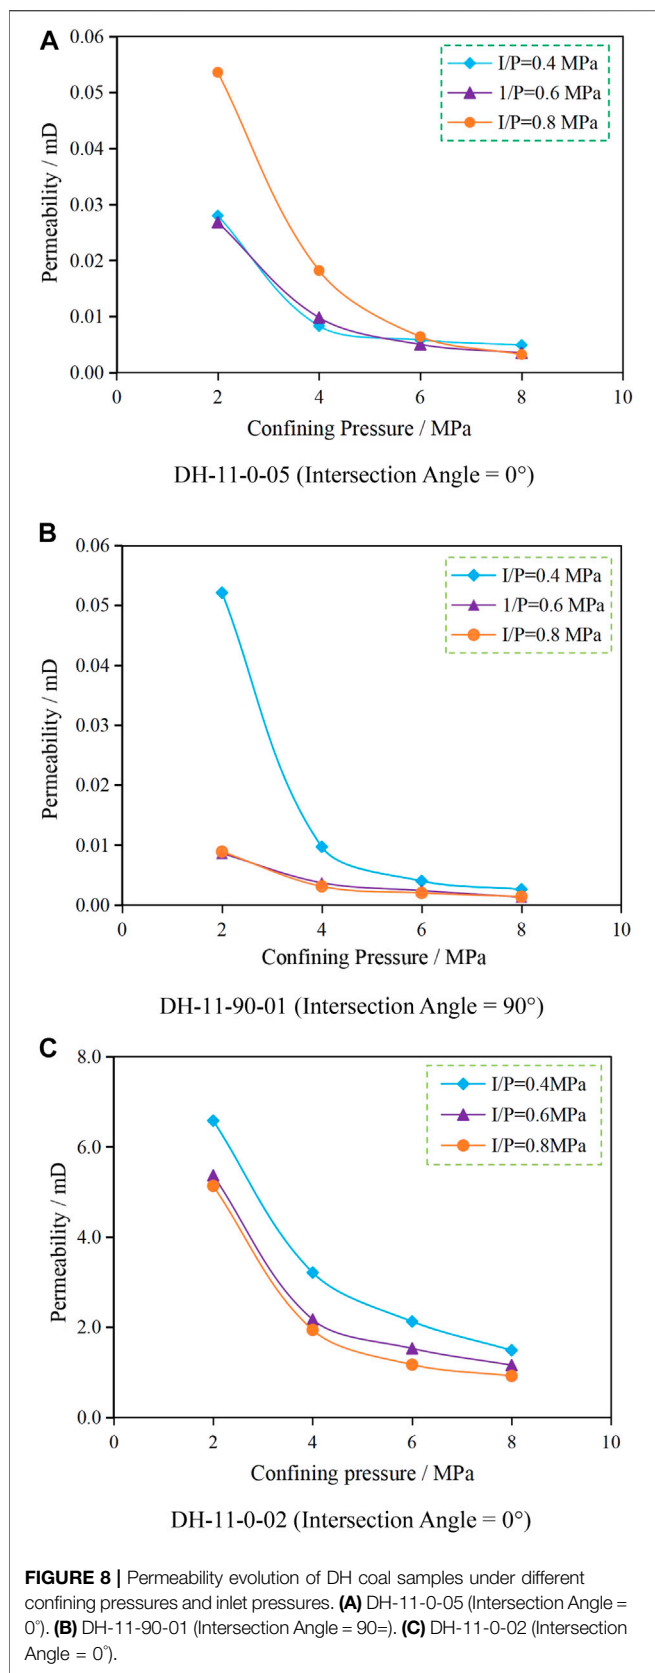 A
0.06
0.05
0.04
0.03
0.02
0.01
0.00
Permeability / mD
I/P=0.4 MPa
1/P=0.6 MPa
I/P=0.8 MPa
0 2 4 6 8 10
Confining Pressure / MPa
DH-11-0-05 (Intersection Angle = 0°)
B
0.06
0.05
0.04
0.03
0.02
0.01
0.00
Permeability / mD
I/P=0.4 MPa
1/P=0.6 MPa
I/P=0.8 MPa
0 2 4 6 8 10
Confining Pressure / MPa
DH-11-90-01 (Intersection Angle = 90°)
C
8.0
6.0
4.0
2.0
0.0
Permeability / mD
I/P=0.4MPa
I/P=0.6MPa
I/P=0.8MPa
0 2 4 6 8 10
Confining pressure / MPa
DH-11-0-02 (Intersection Angle = 0°)
FIGURE 8 | Permeability evolution of DH coal samples under different
confining pressures and inlet pressures. (A) DH-11-0-05 (Intersection Angle =
0°). (B) DH-11-90-01 (Intersection Angle = 90=). (C) DH-11-0-02 (Intersection
Angle = 0°).